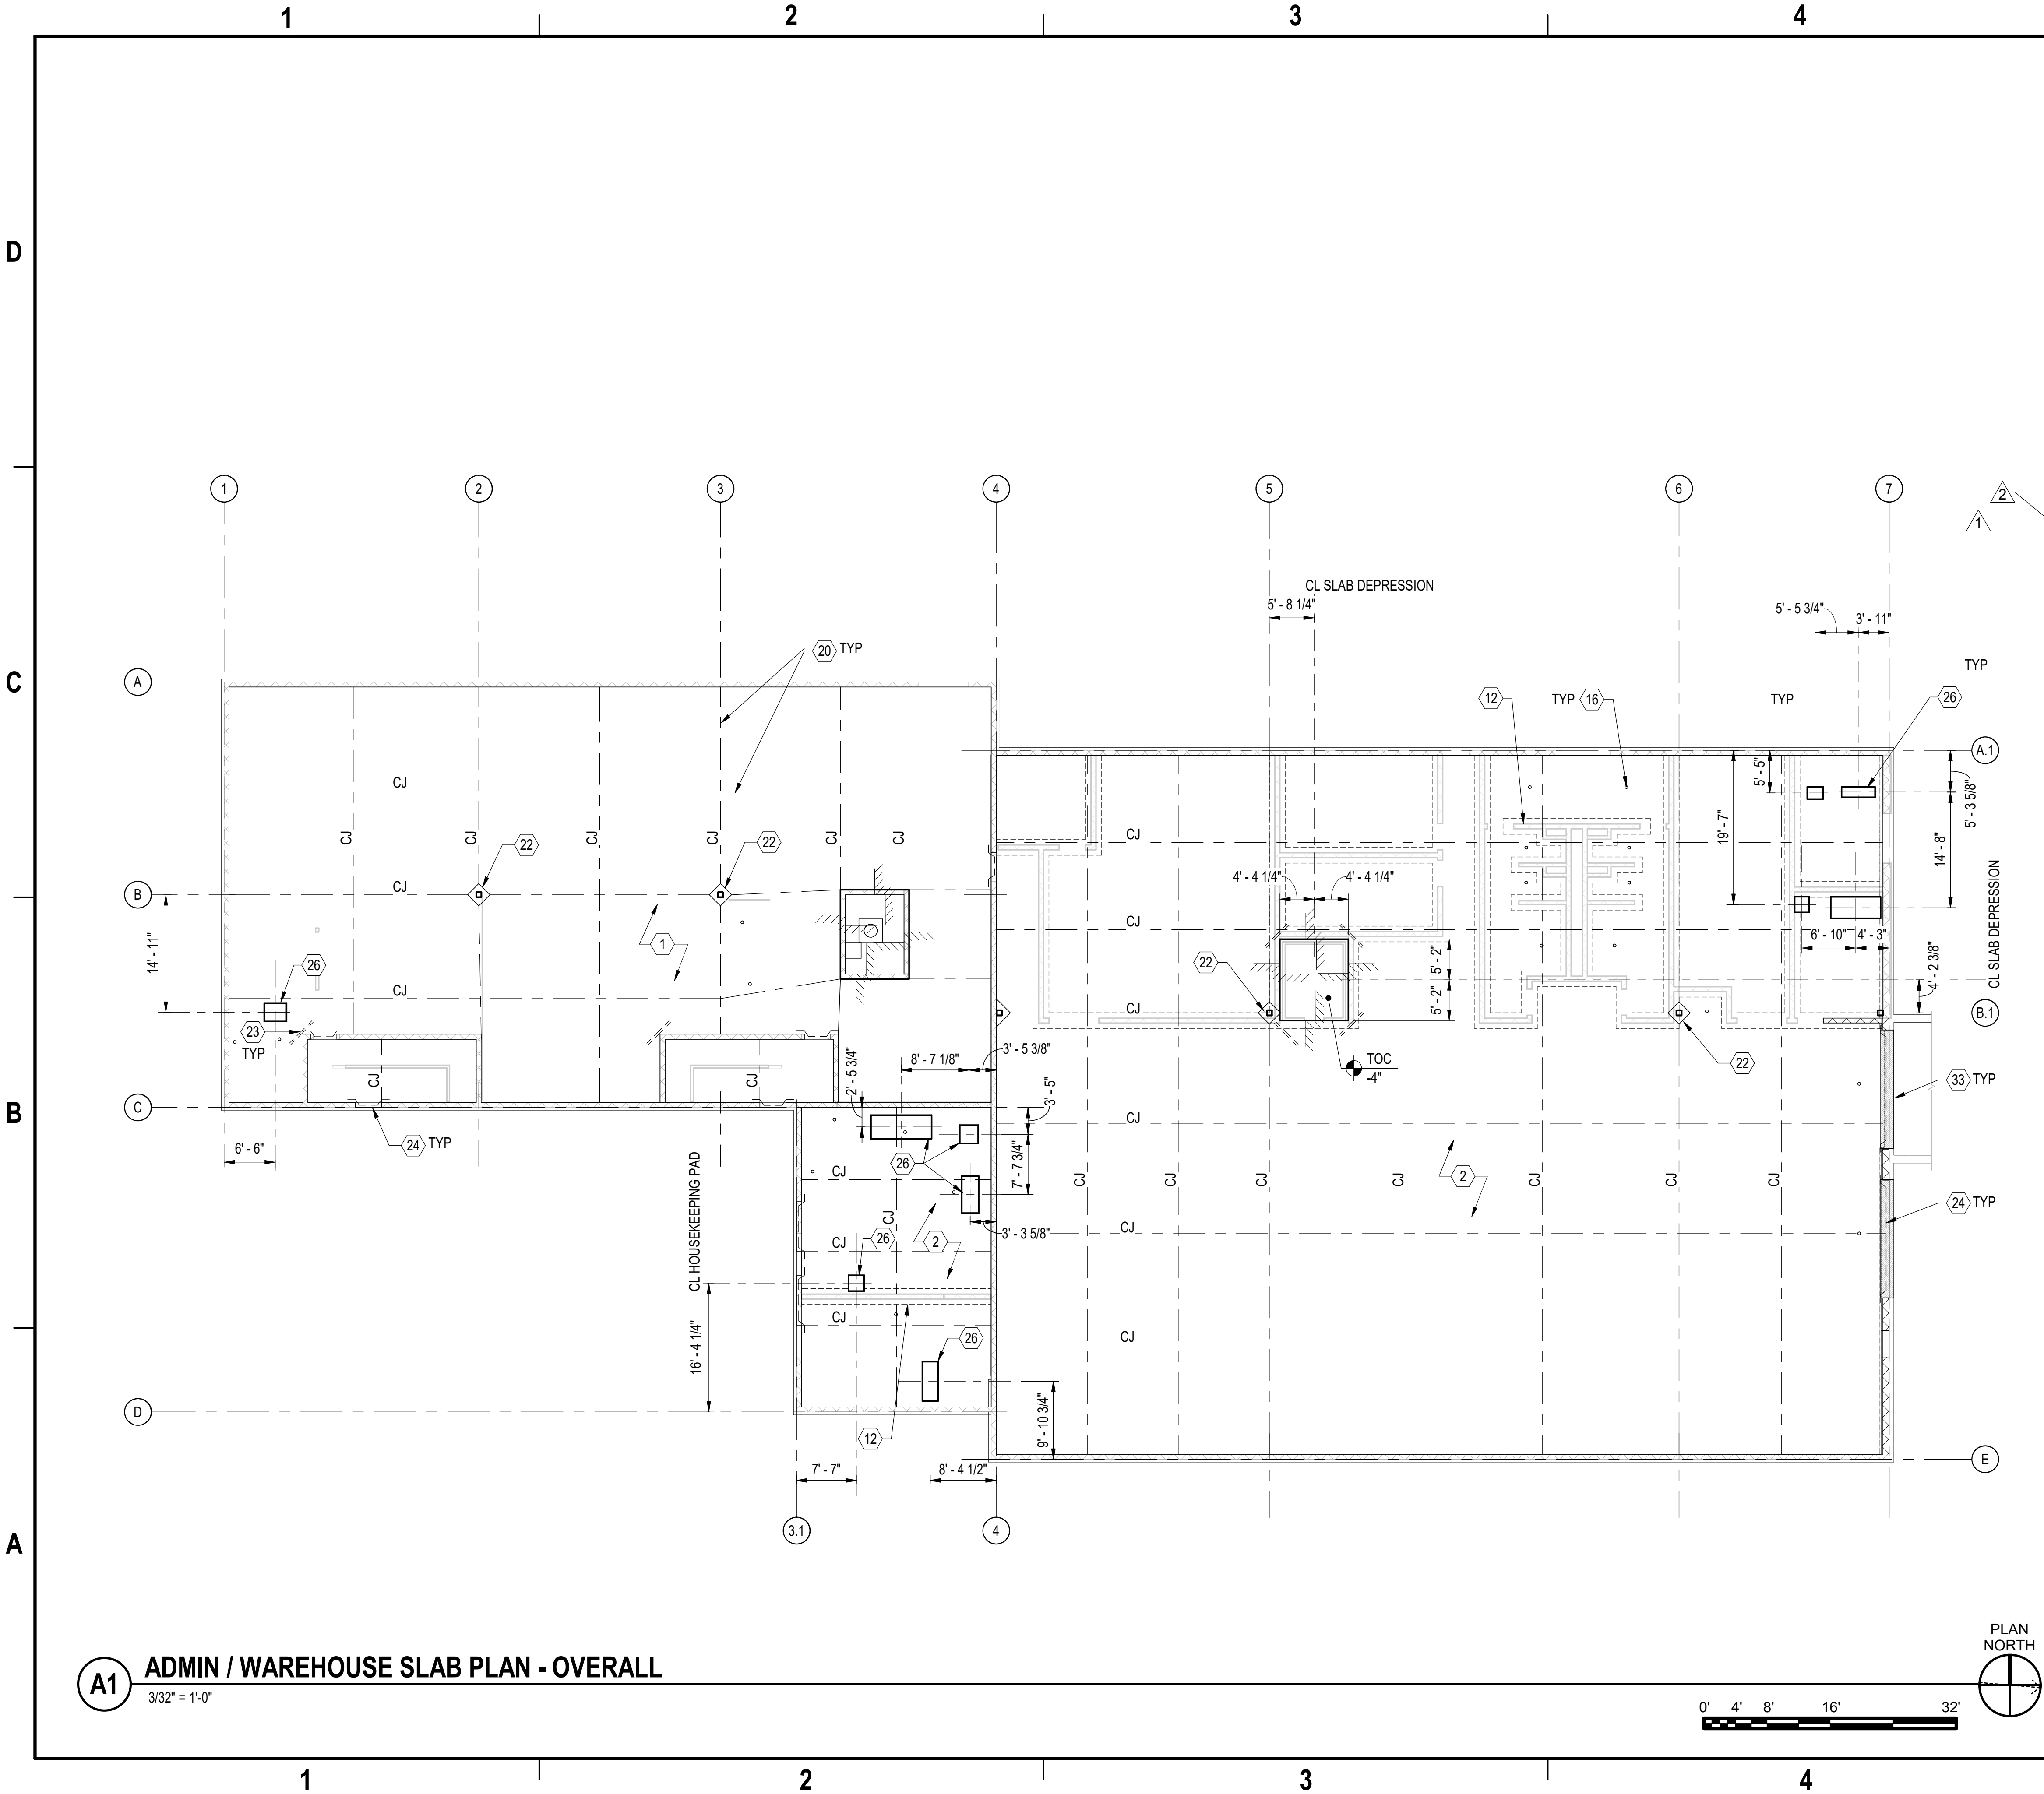 1 2 3 4
D
C
B
A
1 2 3 4 5 6 7
2
1
CL SLAB DEPRESSION
5' - 8 1/4"
5' - 5 3/4"
3' - 11"
20 TYP
TYP
A
12
TYP 16
TYP
26
A.1
5' - 5"
19' - 7"
5' - 3 5/8"
14' - 8"
CJ
CJ
CJ
CJ
CJ
CJ
CJ
CJ
CJ
22
22
B
CJ
CJ
4' - 4 1/4"
4' - 4 1/4"
CL SLAB DEPRESSION
14' - 11"
1
6' - 10"
4' - 3"
26
22
5' - 2"
5' - 2"
4' - 2 3/8"
CJ
CJ
B.1
23
TYP
TOC
-4"
22
8' - 7 1/8"
3' - 5 3/8"
2' - 5 3/4"
3' - 5"
33 TYP
CJ
CJ
C
CJ
24 TYP
6' - 6"
26
7' - 7 3/4"
CL HOUSEKEEPING PAD
CJ
CJ
CJ
CJ
CJ
CJ
CJ
CJ
CJ
2
24 TYP
CJ
3' - 5 3/8"
CJ
26
2
CJ
16' - 4 1/4"
CJ
26
CJ
D
12
9' - 10 3/4"
E
7' - 7"
8' - 4 1/2"
3.1
4
A1
ADMIN / WAREHOUSE SLAB PLAN - OVERALL
3/32" = 1'-0"
PLAN
NORTH
0' 4' 8' 16' 32'
1 2 3 4